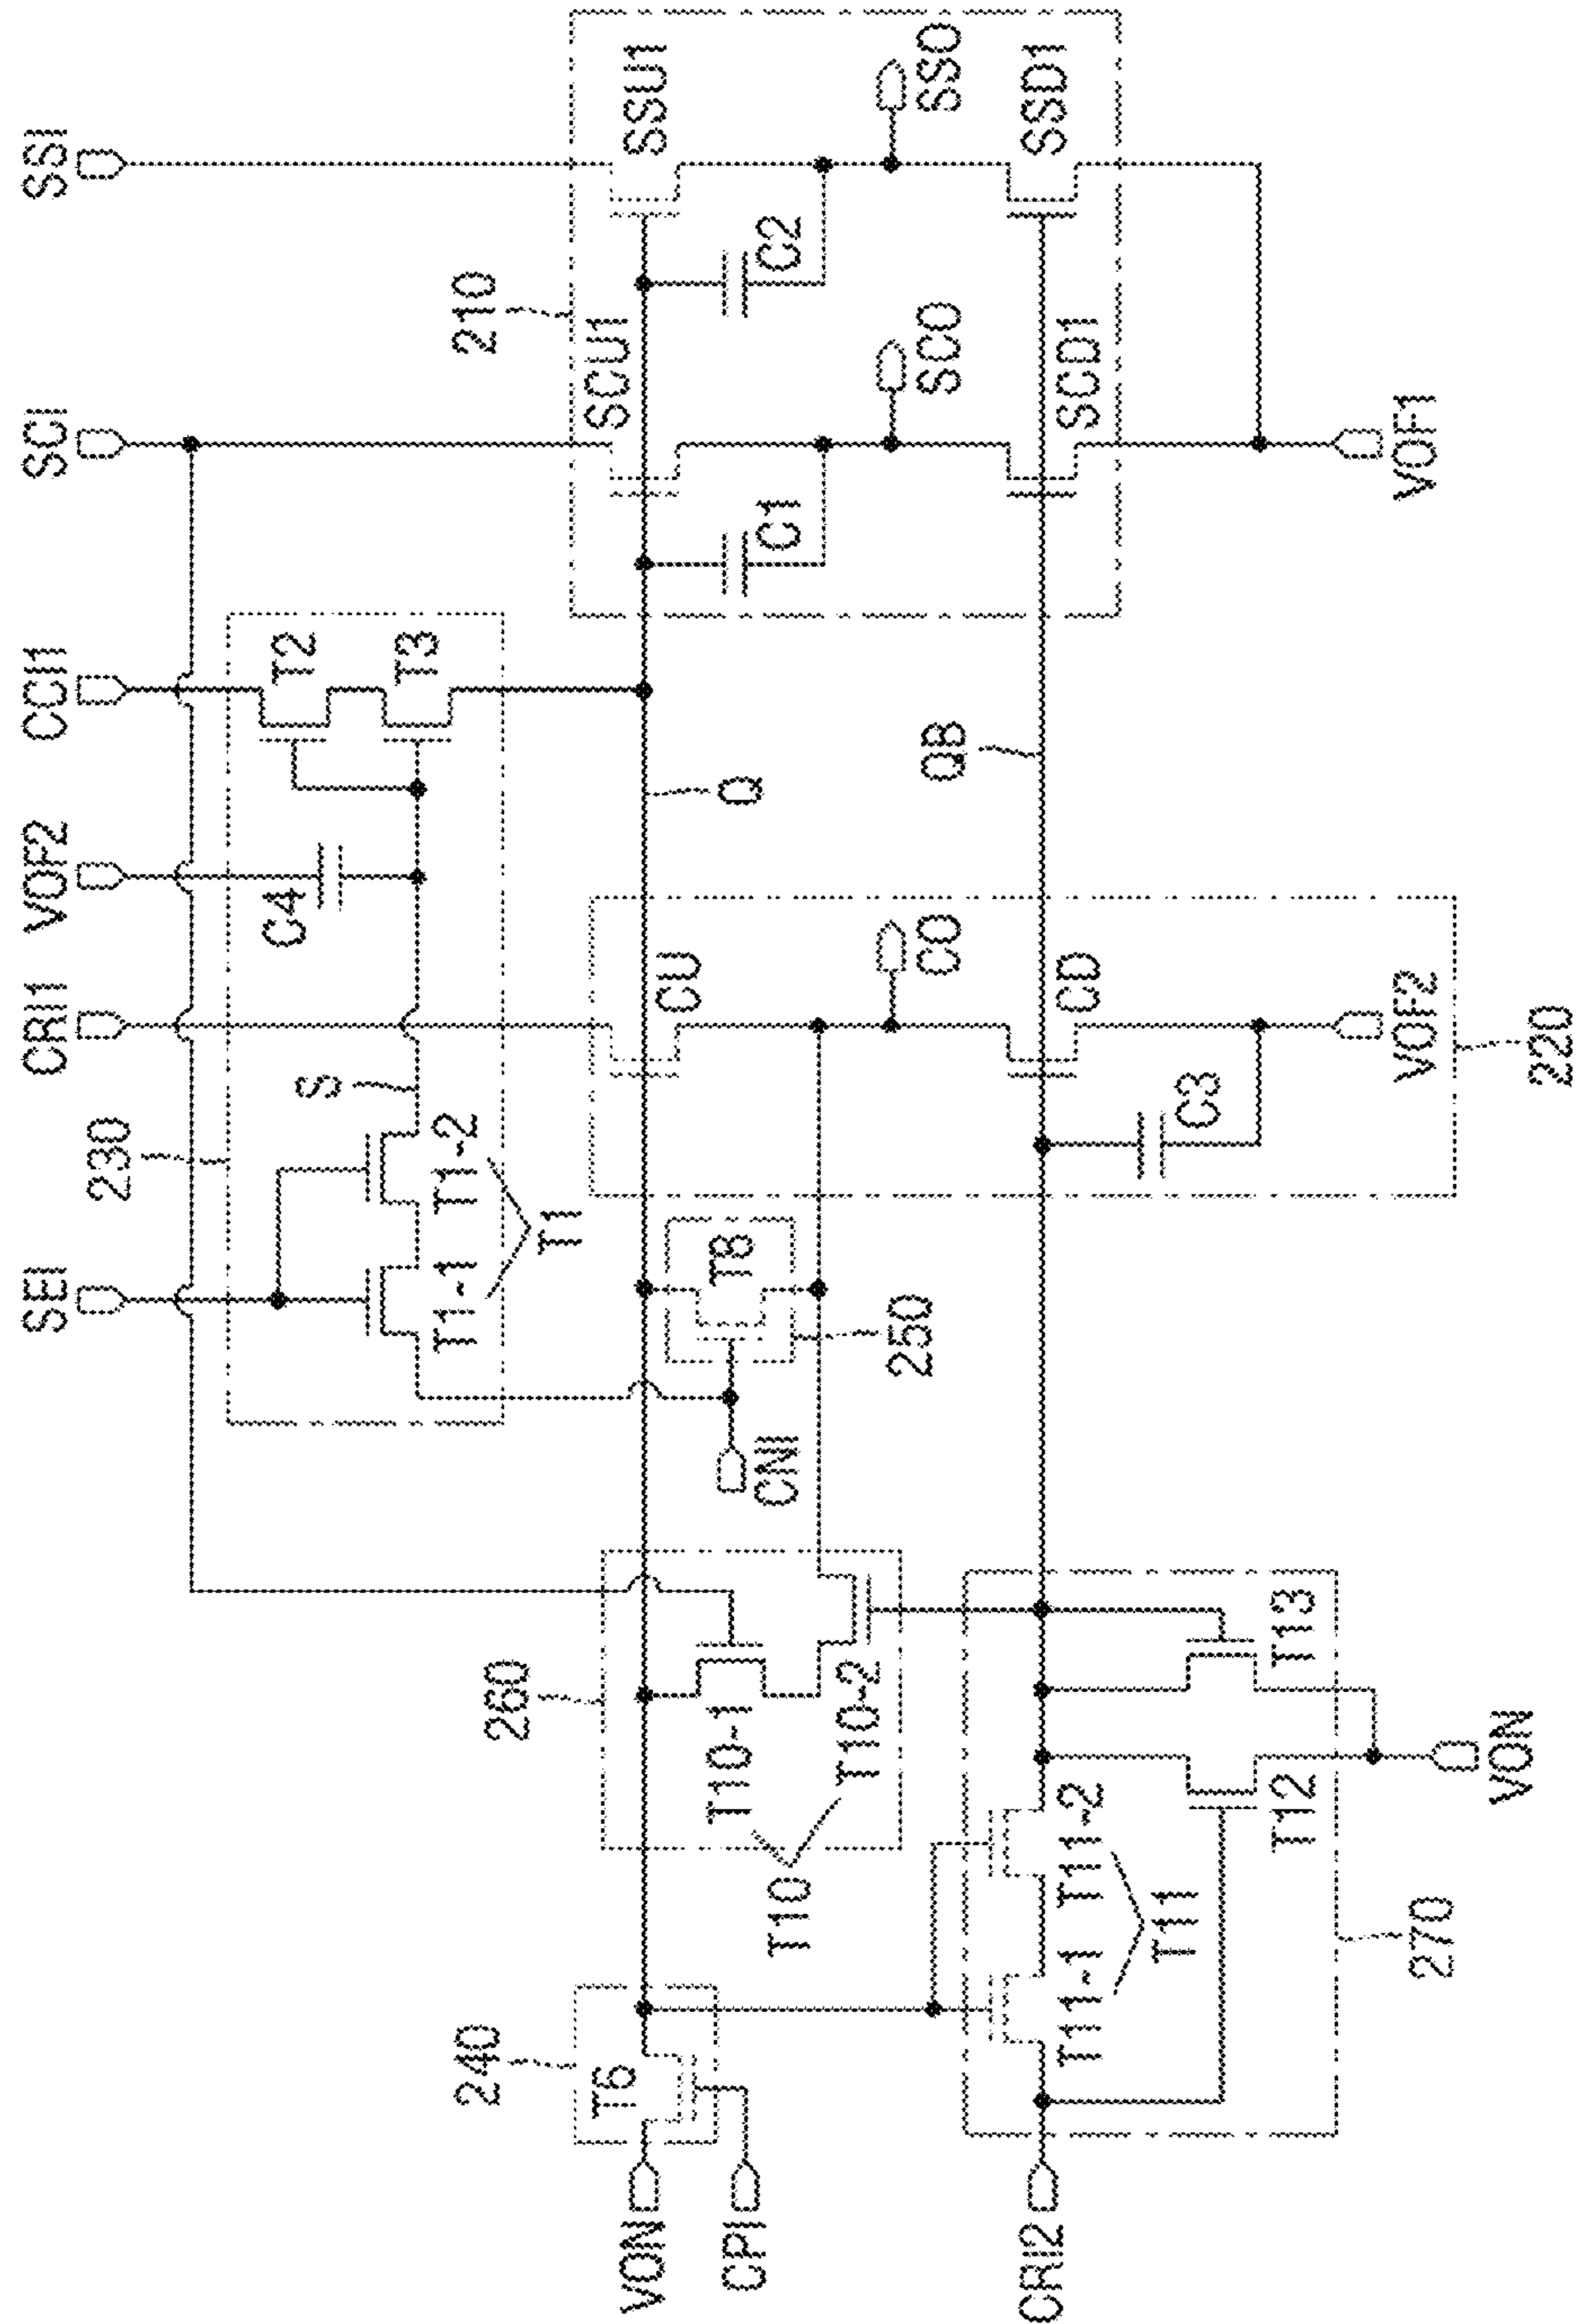 SSI
SCI
CCI1
VOF2
CRI1
SEI
230
T2
T3
C4
S
T1-2
T1-1
T1
210
SSU1
SCU1
C2
C1
SSO
SCO
SSD1
SCD1
VOF1
Q
QB
CU
CO
CD
C3
VOF2
220
T8
250
CNI
260
T10-1
T10-2
T10
240
T6
VON
CPI
CRI2
T11-1
T11-2
T11
T12
T13
VON
270